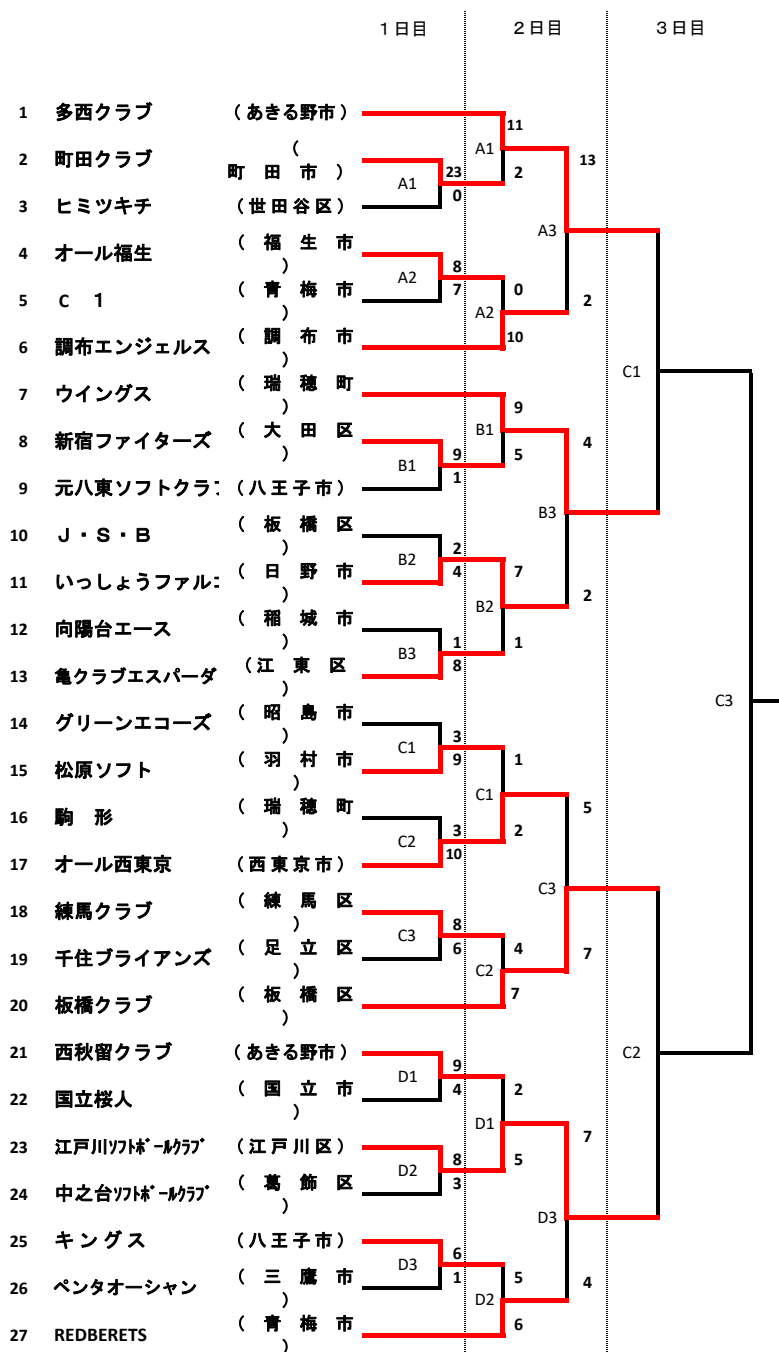 １日目 ２日目 ３日目
1 多西クラブ （あきる野市）
11
A1
2 町田クラブ （町田市） 23 2 13
A1
3 ヒミツキチ （世田谷区） 0
A3
4 オール福生 （福生市） 8
A2 0
5 Ｃ １ （青梅市） 7 2
A2
10
6 調布エンジェルス （調布市）
C1
7 ウイングス （瑞穂町）
9
B1
8 新宿ファイターズ （大田区） 9 5 4
B1
9 元八東ソフトクラブ （八王子市） 1
B3
10 Ｊ・Ｓ・Ｂ （板橋区） 2
B2 7
11 いっしょうファルコ （日野市） 4 2
B2
12 向陽台エース （稲城市） 1 1
B3
13 亀クラブエスパーダ （江東区） 8
C3
14 グリーンエコーズ （昭島市） 3
C1 1
15 松原ソフト （羽村市） 9
C1 5
16 駒 形 （瑞穂町） 3 2
C2
17 オール西東京 （西東京市） 10
C3
18 練馬クラブ （練馬区） 8
C3 4
19 千住ブライアンズ （足立区） 6 7
C2
7
20 板橋クラブ （板橋区）
C2
21 西秋留クラブ （あきる野市） 9
D1 2
22 国立桜人 （国立市） 4
D1 7
23 江戸川ｿﾌﾄﾎﾞｰﾙｸﾗﾌﾞ （江戸川区） 8 5
D2
24 中之台ｿﾌﾄﾎﾞｰﾙｸﾗﾌﾞ （葛飾区） 3
D3
25 キングス （八王子市） 6
D3 5
26 ペンタオーシャン （三鷹市） 1 4
D2
6
27 REDBERETS （青梅市）